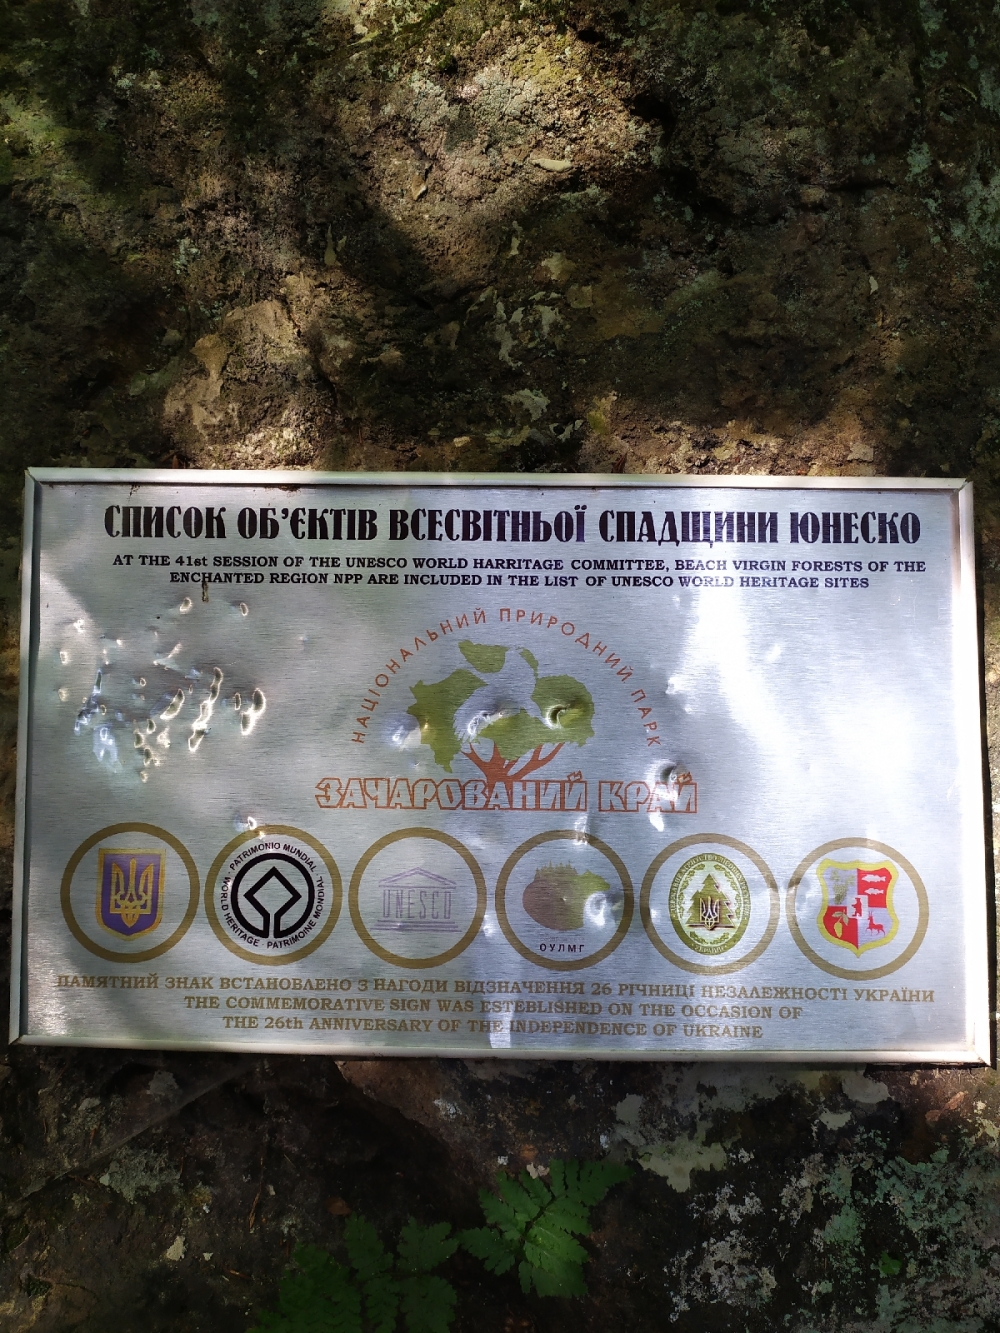 СПИСОК ОБ'ЄКТІВ ВСЕСВІТНЬОЇ СПАДЩИНИ ЮНЕСКО
AT THE 41st SESSION OF THE UNESCO WORLD HARRITAGE COMMITTEE, BEACH VIRGIN FORESTS OF THE
ENCHANTED REGION NPP ARE INCLUDED IN THE LIST OF UNESCO WORLD HERITAGE SITES
НАЦІОНАЛЬНИЙ ПРИРОДНИЙ ПАРК
ЗАЧАРОВАНИЙ КРАЙ
WORLD HERITAGE · PATRIMOINE MONDIAL · PATRIMONIO MUNDIAL
UNESCO
ОУЛМГ
ПАМЯТНИЙ ЗНАК ВСТАНОВЛЕНО З НАГОДИ ВІДЗНАЧЕННЯ 26 РІЧНИЦІ НЕЗАЛЕЖНОСТІ УКРАЇНИ
THE COMMEMORATIVE SIGN WAS ESTEBLISHED ON THE OCCASION OF
THE 26th ANNIVERSARY OF THE INDEPENDENCE OF UKRAINE